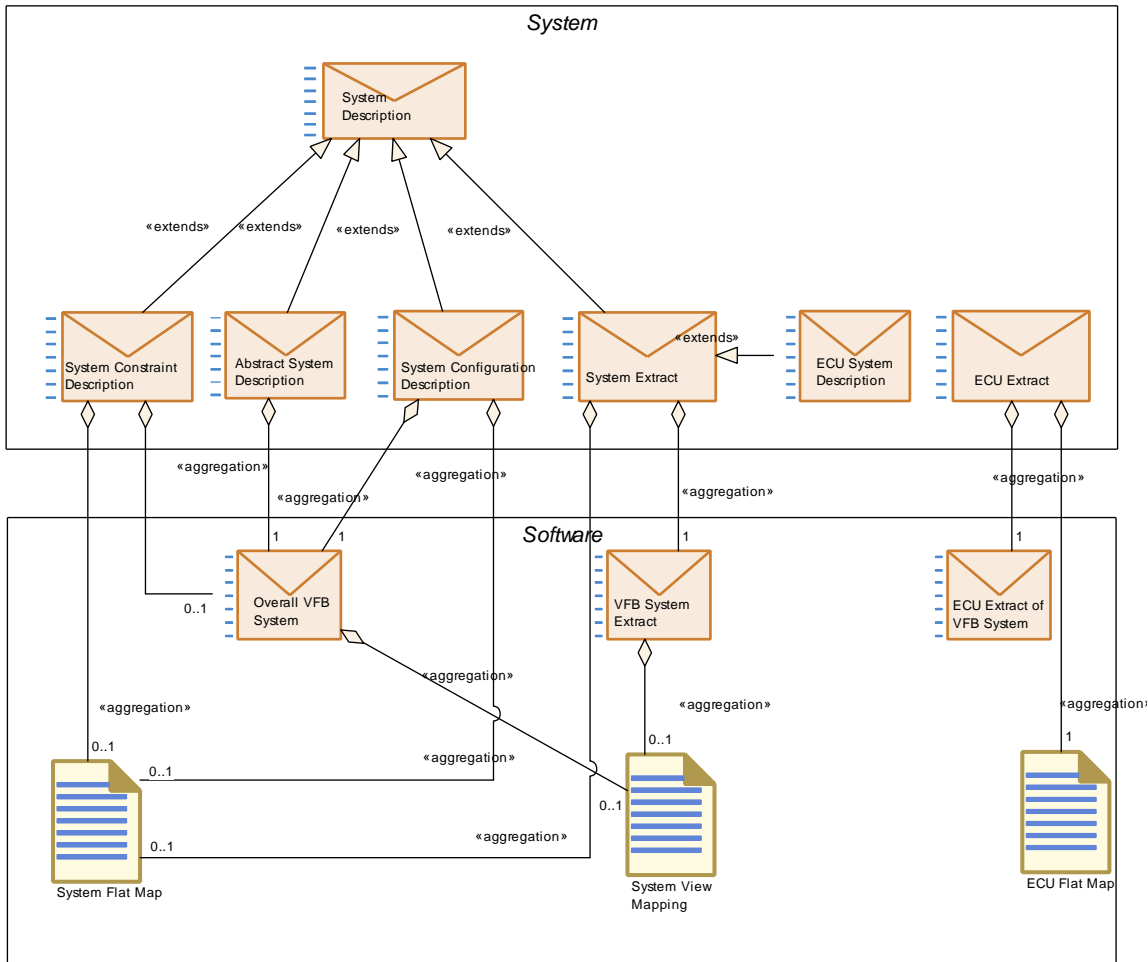 System
System
Description
«extends»
«extends»
«extends»
«extends»
«extends»
System Constraint
Description
Abstract System
Description
System Configuration
Description
System Extract
ECU System
Description
ECU Extract
«aggregation»
«aggregation»
«aggregation»
«aggregation»
«aggregation»
Software
1
1
1
1
0..1
Overall VFB
System
VFB System
Extract
ECU Extract of
VFB System
«aggregation»
«aggregation»
«aggregation»
«aggregation»
0..1
0..1
1
«aggregation»
0..1
0..1
«aggregation»
0..1
System Flat Map
System View
Mapping
ECU Flat Map